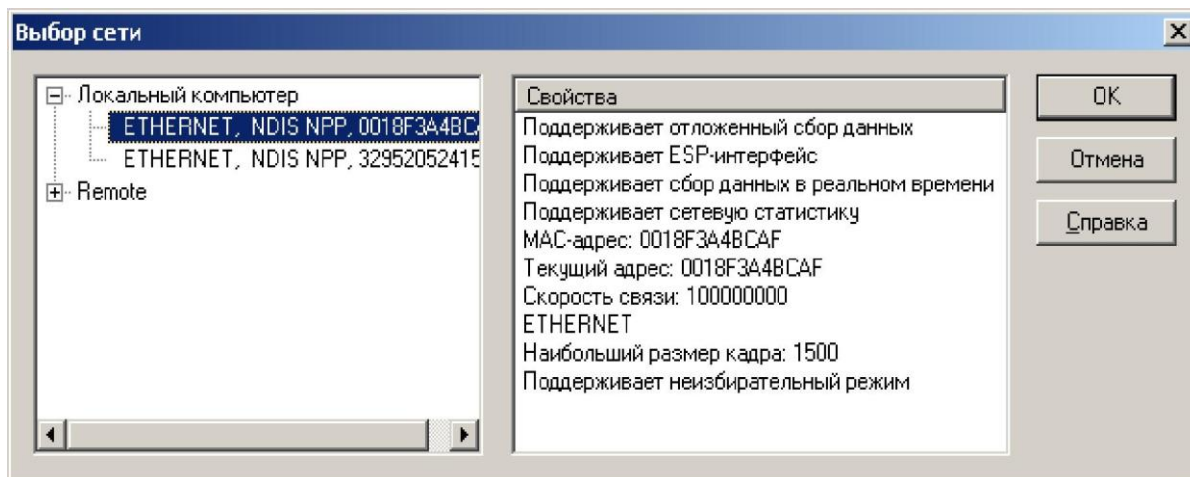 Выбор сети
Локальный компьютер
ETHERNET, NDIS NPP, 0018F3A4BC
ETHERNET, NDIS NPP, 32952052415
Remote
Свойства
Поддерживает отложенный сбор данных
Поддерживает ESP-интерфейс
Поддерживает сбор данных в реальном времени
Поддерживает сетевую статистику
MAC-адрес: 0018F3A4BCAF
Текущий адрес: 0018F3A4BCAF
Скорость связи: 100000000
ETHERNET
Наибольший размер кадра: 1500
Поддерживает неизбирательный режим
OK
Отмена
Справка